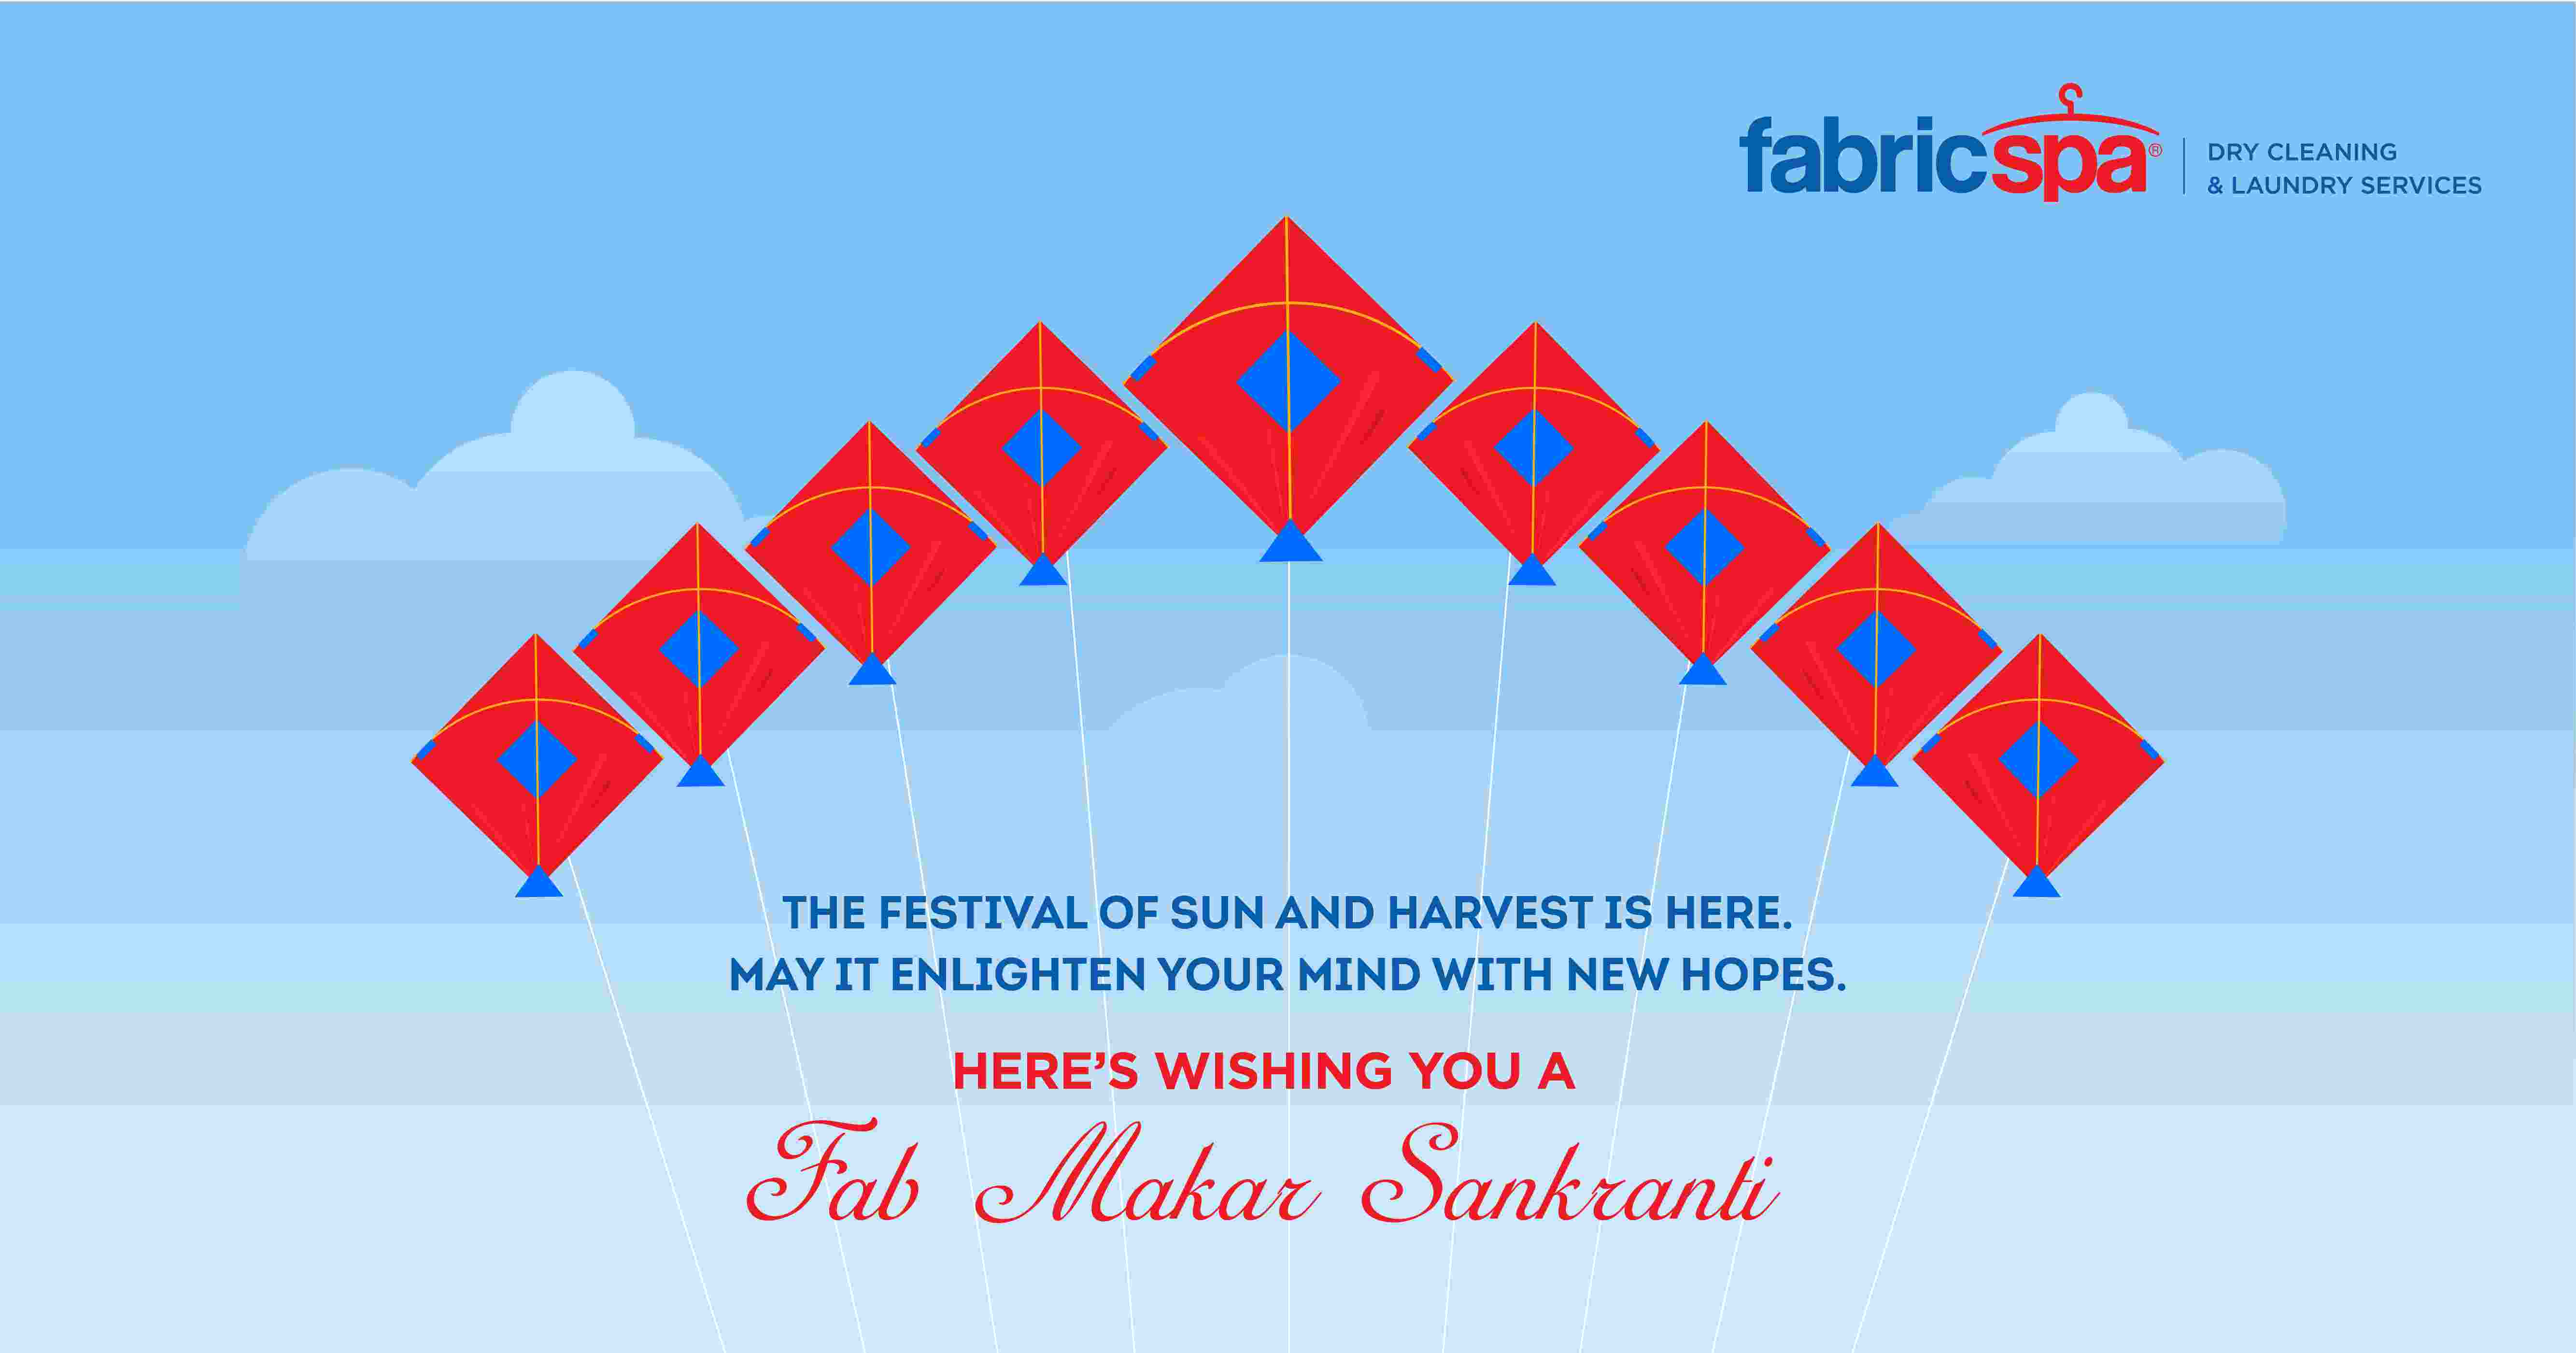 fabricspa®
DRY CLEANING
& LAUNDRY SERVICES
THE FESTIVAL OF SUN AND HARVEST IS HERE.
MAY IT ENLIGHTEN YOUR MIND WITH NEW HOPES.
HERE'S WISHING YOU A
Fab Makar Sankranti